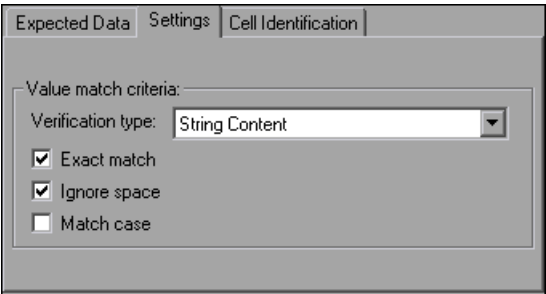 Expected Data Settings Cell Identification
Value match criteria:
Verification type: String Content
Exact match
Ignore space
Match case